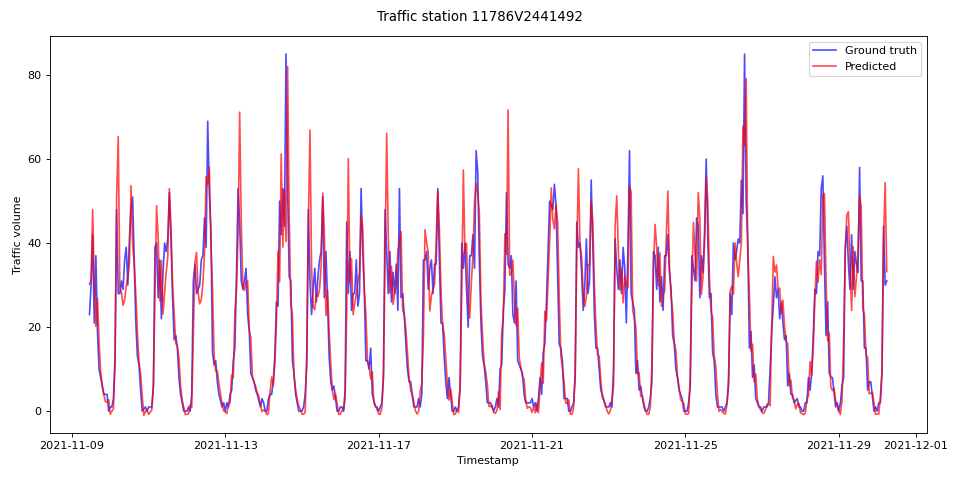 Traffic station 11786V2441492
Ground truth
Predicted
80
60
40
20
0
Traffic volume
2021-11-09
2021-11-13
2021-11-17
2021-11-21
2021-11-25
2021-11-29
2021-12-01
Timestamp